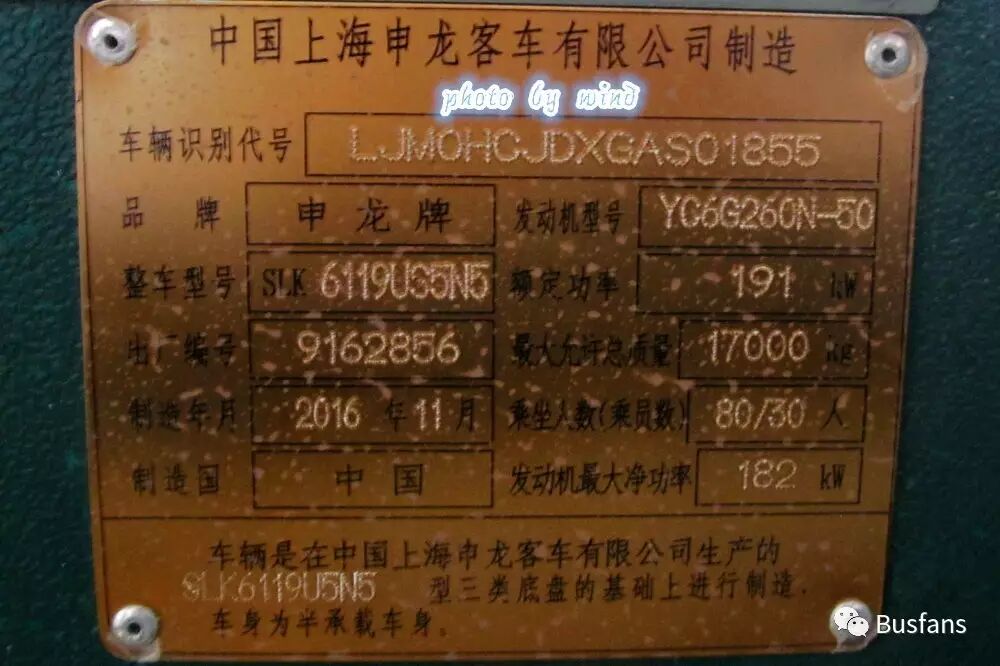 中国上海申龙客车有限公司制造
photo by wind
车辆识别代号 LJM0HCJDXGAS01855
品牌 申龙牌 发动机型号 YC6G260N-50
整车型号 SLK 6119US5N5 额定功率 191 kW
出厂编号 9162856 最大允许总质量 17000 kg
制造年月 2016 年 11 月 乘坐人数(乘员数) 80/30 人
制造国 中国 发动机最大净功率 182 kW
车辆是在中国上海申龙客车有限公司生产的
SLK6119U5N5 型三类底盘的基础上进行制造.
车身为半承载车身。
Busfans